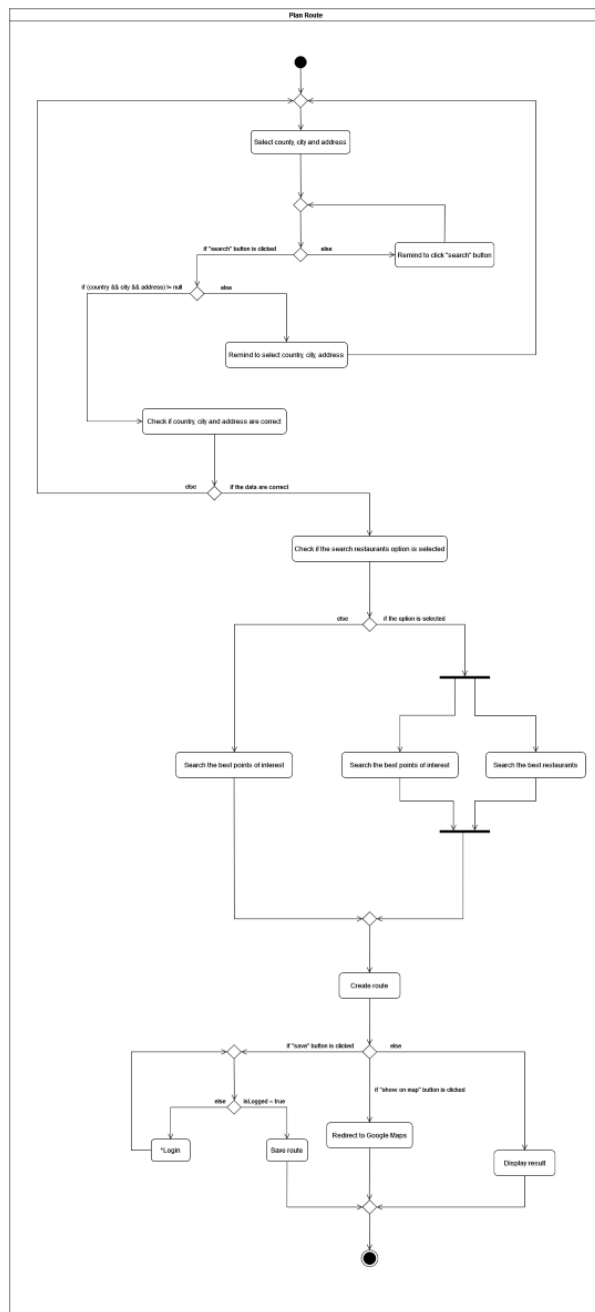 Plan Route
Select county, city and address
if "search" button is clicked
else
Remind to click "search" button
if (country && city && address) != null
else
Remind to select country, city, address
Check if country, city and address are correct
else
if the data are correct
Check if the search restaurants option is selected
else
if the option is selected
Search the best points of interest
Search the best points of interest
Search the best restaurants
Create route
if "save" button is clicked
else
if "show on map" button is clicked
else
isLogged = true
*Login
Save route
Redirect to Google Maps
Display result